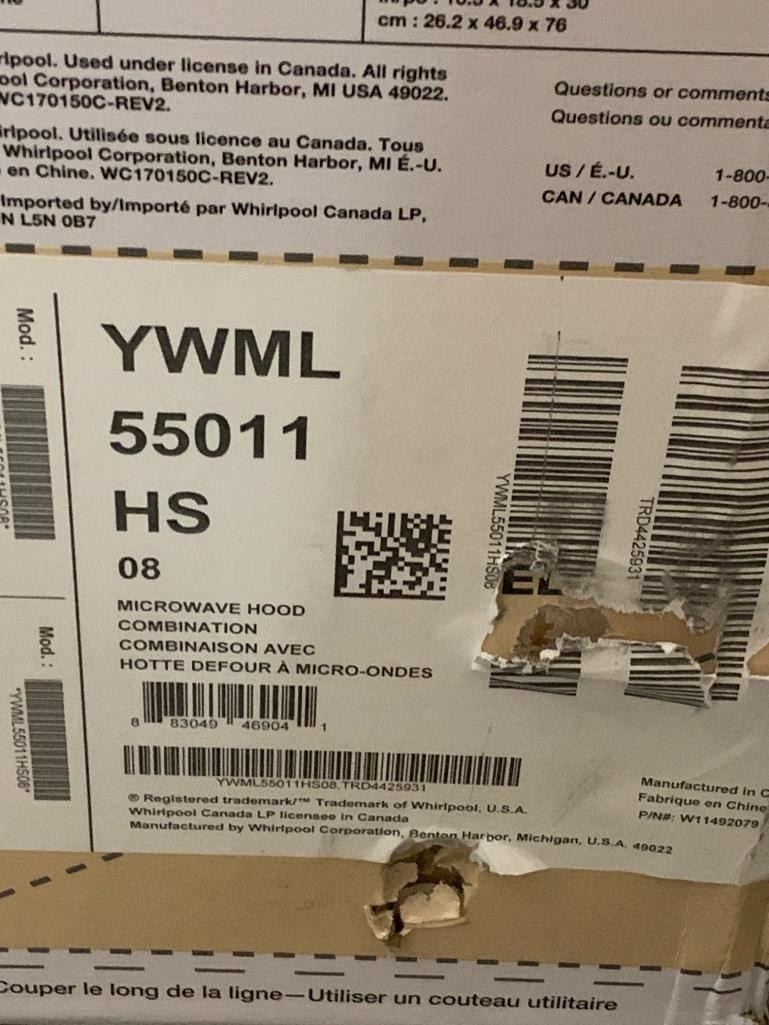 cm : 26.2 x 46.9 x 76
rlpool. Used under license in Canada. All rights
ool Corporation, Benton Harbor, MI USA 49022.
WC170150C-REV2.
irlpool. Utilisée sous licence au Canada. Tous
Whirlpool Corporation, Benton Harbor, MI É.-U.
en Chine. WC170150C-REV2.
Imported by/Importé par Whirlpool Canada LP,
N L5N 0B7
Questions or comments
Questions ou commenta
US / É.-U. 1-800-
CAN / CANADA 1-800-
Mod.:
YWML
55011
HS
08
MICROWAVE HOOD
COMBINATION
COMBINAISON AVEC
HOTTE DEFOUR À MICRO-ONDES
8 83049 46904 1
YWML55011HS08,TRD4425931
® Registered trademark/™ Trademark of Whirlpool, U.S.A.
Whirlpool Canada LP licensee in Canada
Manufactured by Whirlpool Corporation, Benton Harbor, Michigan, U.S.A. 49022
YWML55011HS08
TRD4425931
EL
Mod.:
*YWML55011HS08*
Manufactured in C
Fabrique en Chine
P/N#: W11492079
Couper le long de la ligne—Utiliser un couteau utilitaire